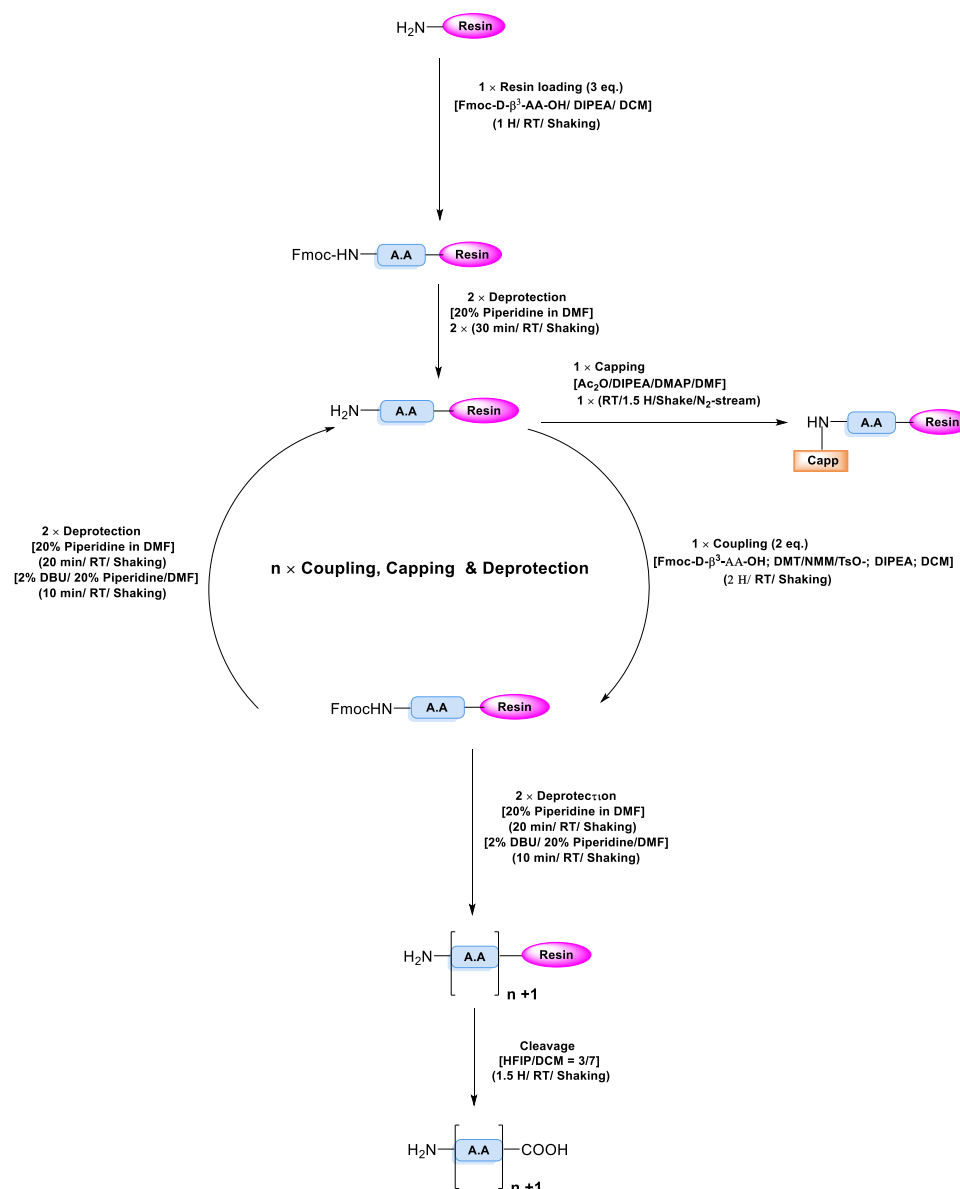 H₂N Resin
1 × Resin loading (3 eq.)
[Fmoc-D-β³-AA-OH/ DIPEA/ DCM]
(1 H/ RT/ Shaking)
Fmoc-HN A.A Resin
2 × Deprotection
[20% Piperidine in DMF]
2 × (30 min/ RT/ Shaking)
1 × Capping
[Ac₂O/DIPEA/DMAP/DMF]
1 × (RT/1.5 H/Shake/N₂-stream)
H₂N A.A Resin
HN A.A Resin
Capp
2 × Deprotection
[20% Piperidine in DMF]
(20 min/ RT/ Shaking)
[2% DBU/ 20% Piperidine/DMF]
(10 min/ RT/ Shaking)
n × Coupling, Capping & Deprotection
1 × Coupling (2 eq.)
[Fmoc-D-β³-AA-OH; DMT/NMM/TsO-; DIPEA; DCM]
(2 H/ RT/ Shaking)
FmocHN A.A Resin
2 × Deprotecτιon
[20% Piperidine in DMF]
(20 min/ RT/ Shaking)
[2% DBU/ 20% Piperidine/DMF]
(10 min/ RT/ Shaking)
H₂N A.A Resin
n +1
Cleavage
[HFIP/DCM = 3/7]
(1.5 H/ RT/ Shaking)
H₂N A.A COOH
n +1